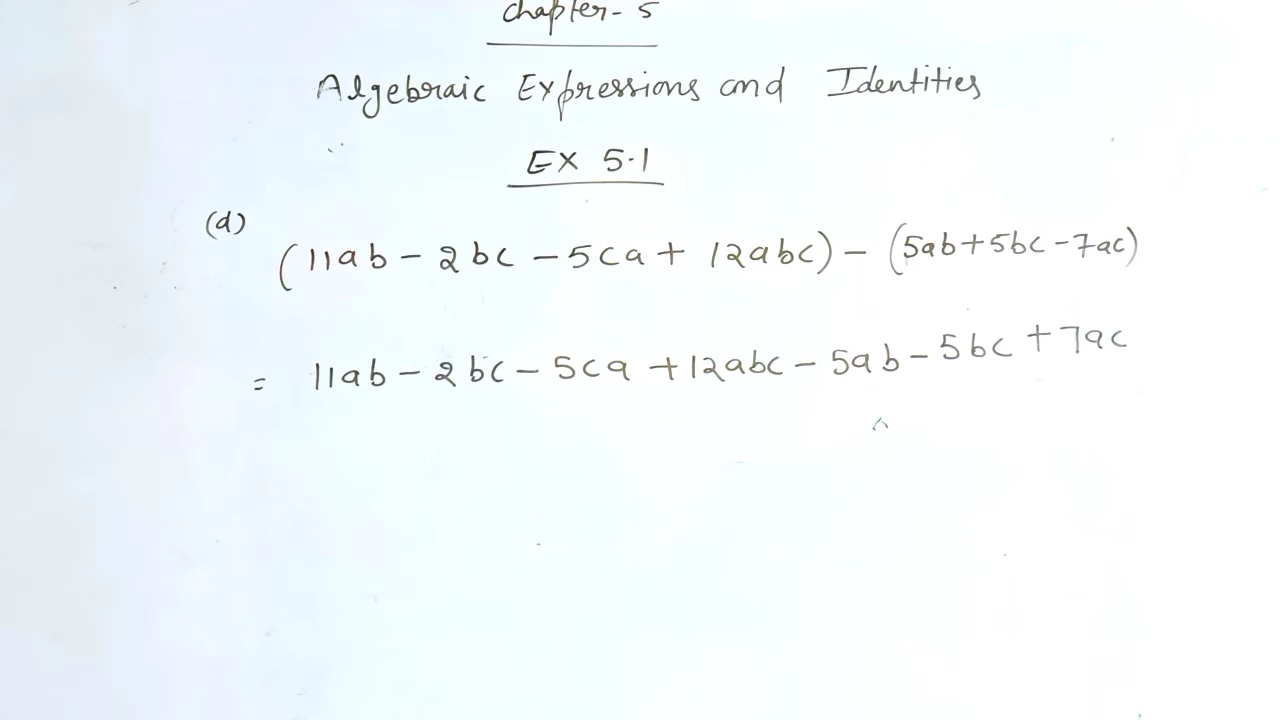 Chapter- 5
Algebraic Expressions and Identities
EX 5.1
(d)
(11ab - 2bc - 5ca + 12abc) - (5ab+5bc-7ac)
= 11ab - 2bc - 5ca +12abc - 5ab - 5bc + 7ac